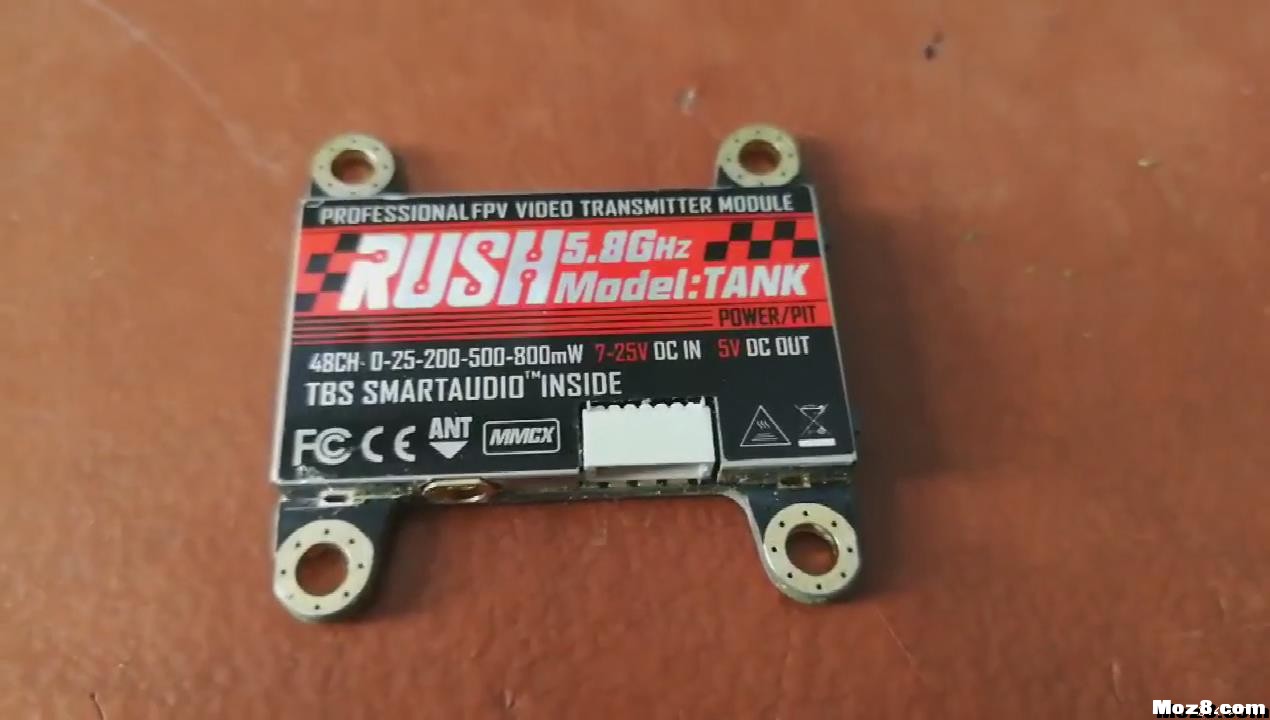 PROFESSIONAL FPV VIDEO TRANSMITTER MODULE
RUSH 5.8GHz
Model:TANK
POWER/PIT
48CH- 0-25-200-500-800mW 7-25V DC IN 5V DC OUT
TBS SMARTAUDIO™INSIDE
FC CE ANT MMCX
Moz8.com